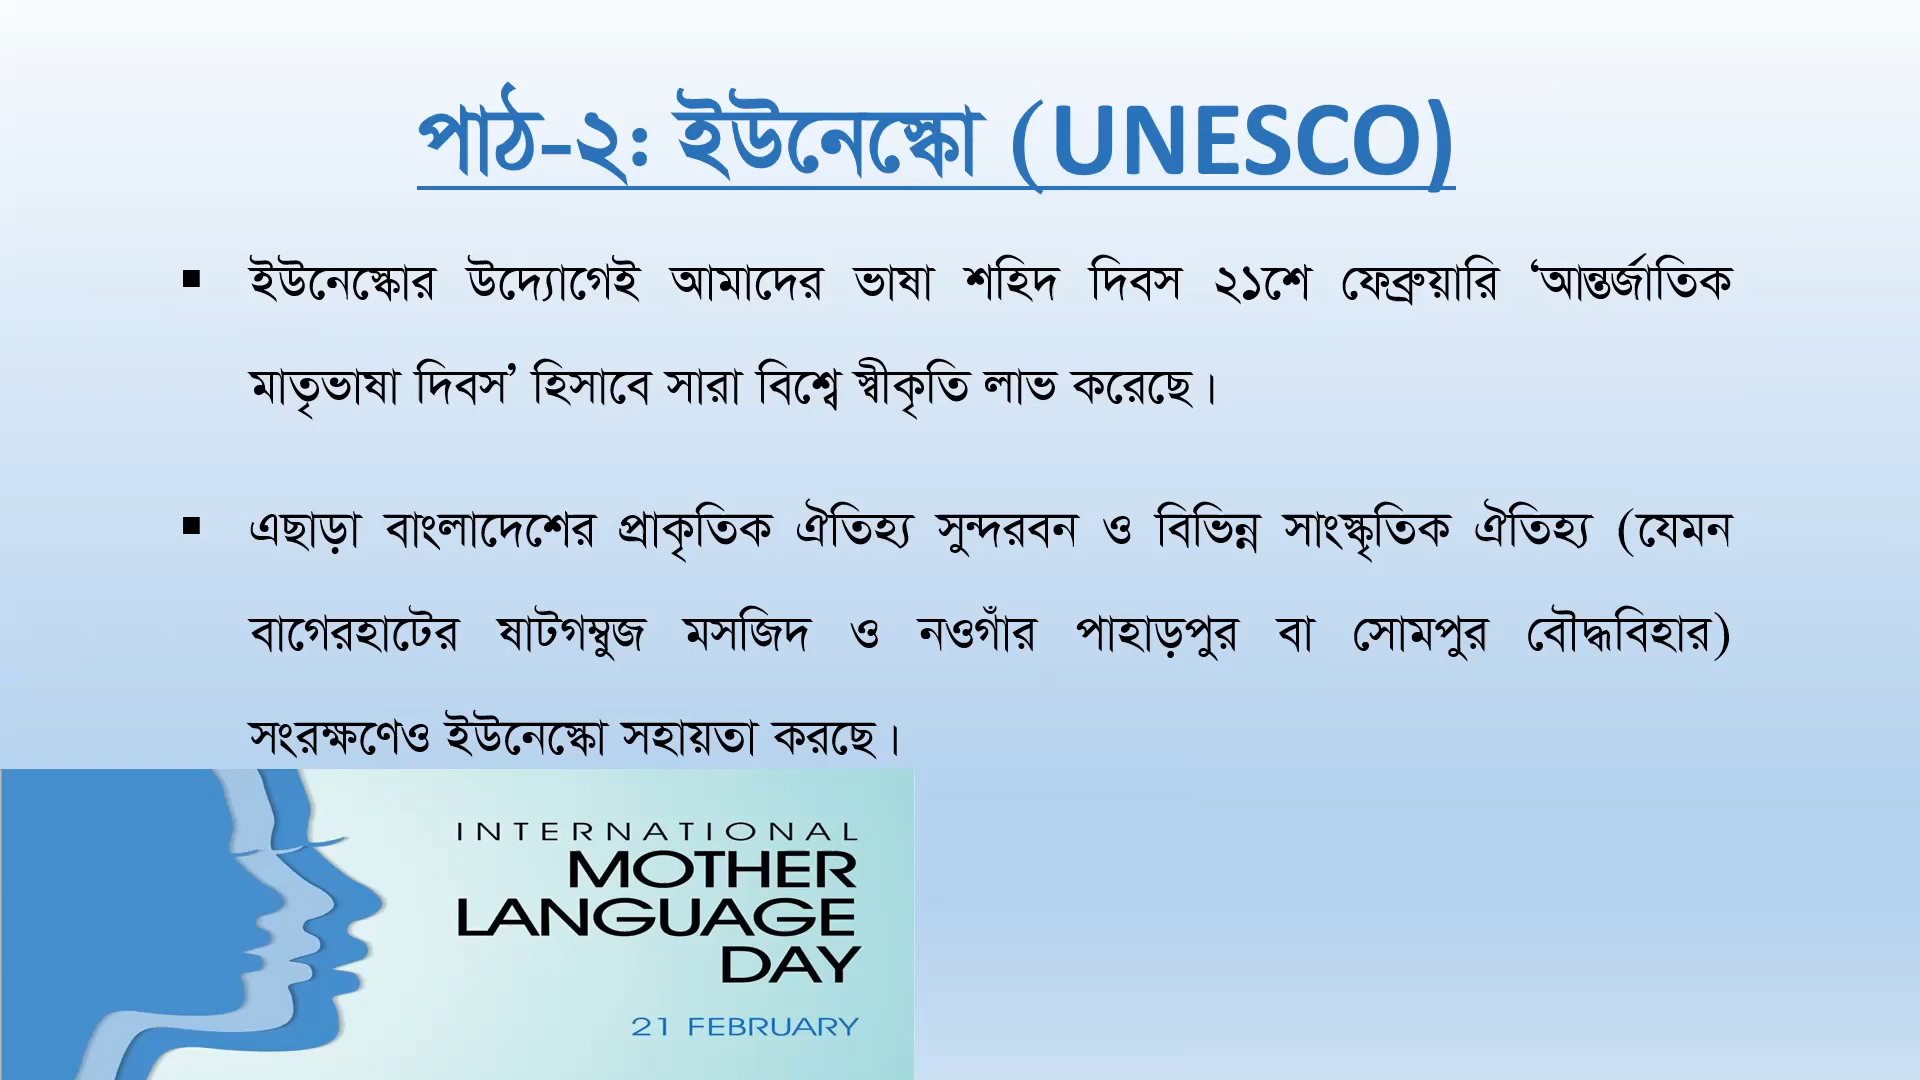 পাঠ-২: ইউনেস্কো (UNESCO)
▪ ইউনেস্কোর উদ্যোগেই আমাদের ভাষা শহিদ দিবস ২১শে ফেব্রুয়ারি ‘আন্তর্জাতিক
মাতৃভাষা দিবস’ হিসাবে সারা বিশ্বে স্বীকৃতি লাভ করেছে।
▪ এছাড়া বাংলাদেশের প্রাকৃতিক ঐতিহ্য সুন্দরবন ও বিভিন্ন সাংস্কৃতিক ঐতিহ্য (যেমন
বাগেরহাটের ষাটগম্বুজ মসজিদ ও নওগাঁর পাহাড়পুর বা সোমপুর বৌদ্ধবিহার)
সংরক্ষণেও ইউনেস্কো সহায়তা করছে।
INTERNATIONAL
MOTHER
LANGUAGE
DAY
21 FEBRUARY